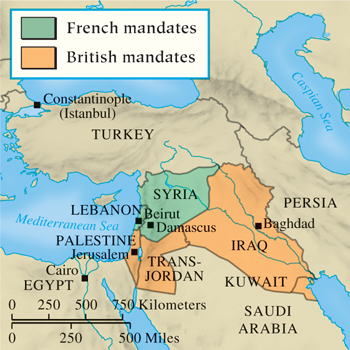 French mandates
British mandates
Constantinople
(Istanbul)
TURKEY
Caspian Sea
SYRIA
PERSIA
LEBANON
Beirut
Mediterranean Sea
Damascus
Baghdad
PALESTINE
IRAQ
Jerusalem
TRANS-
JORDAN
Cairo
EGYPT
KUWAIT
SAUDI
ARABIA
0 250 500 750 Kilometers
0 250 500 Miles